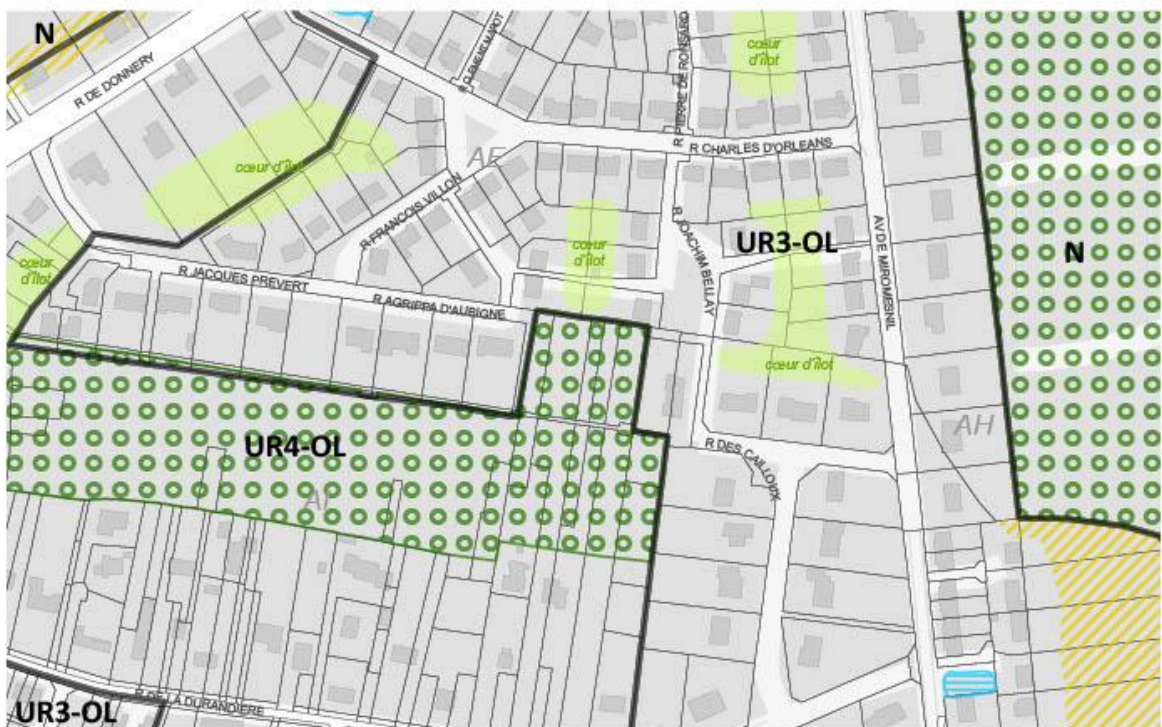 N
R DE DONNERY
R CLEMENT MAROT
R PIERRE DE RONSARD
cœur
d'îlot
R CHARLES D'ORLEANS
AE
cœur d'îlot
R FRANCOIS VILLON
cœur
d'îlot
R JACQUES PREVERT
R AGRIPPA D'AUBIGNE
cœur
d'îlot
R JOACHIM BELLAY
UR3-OL
AV DE MIROMESNIL
N
cœur d'îlot
UR4-OL
AI
R DES CAILLOUX
AH
R DE LA DURANDIERE
UR3-OL